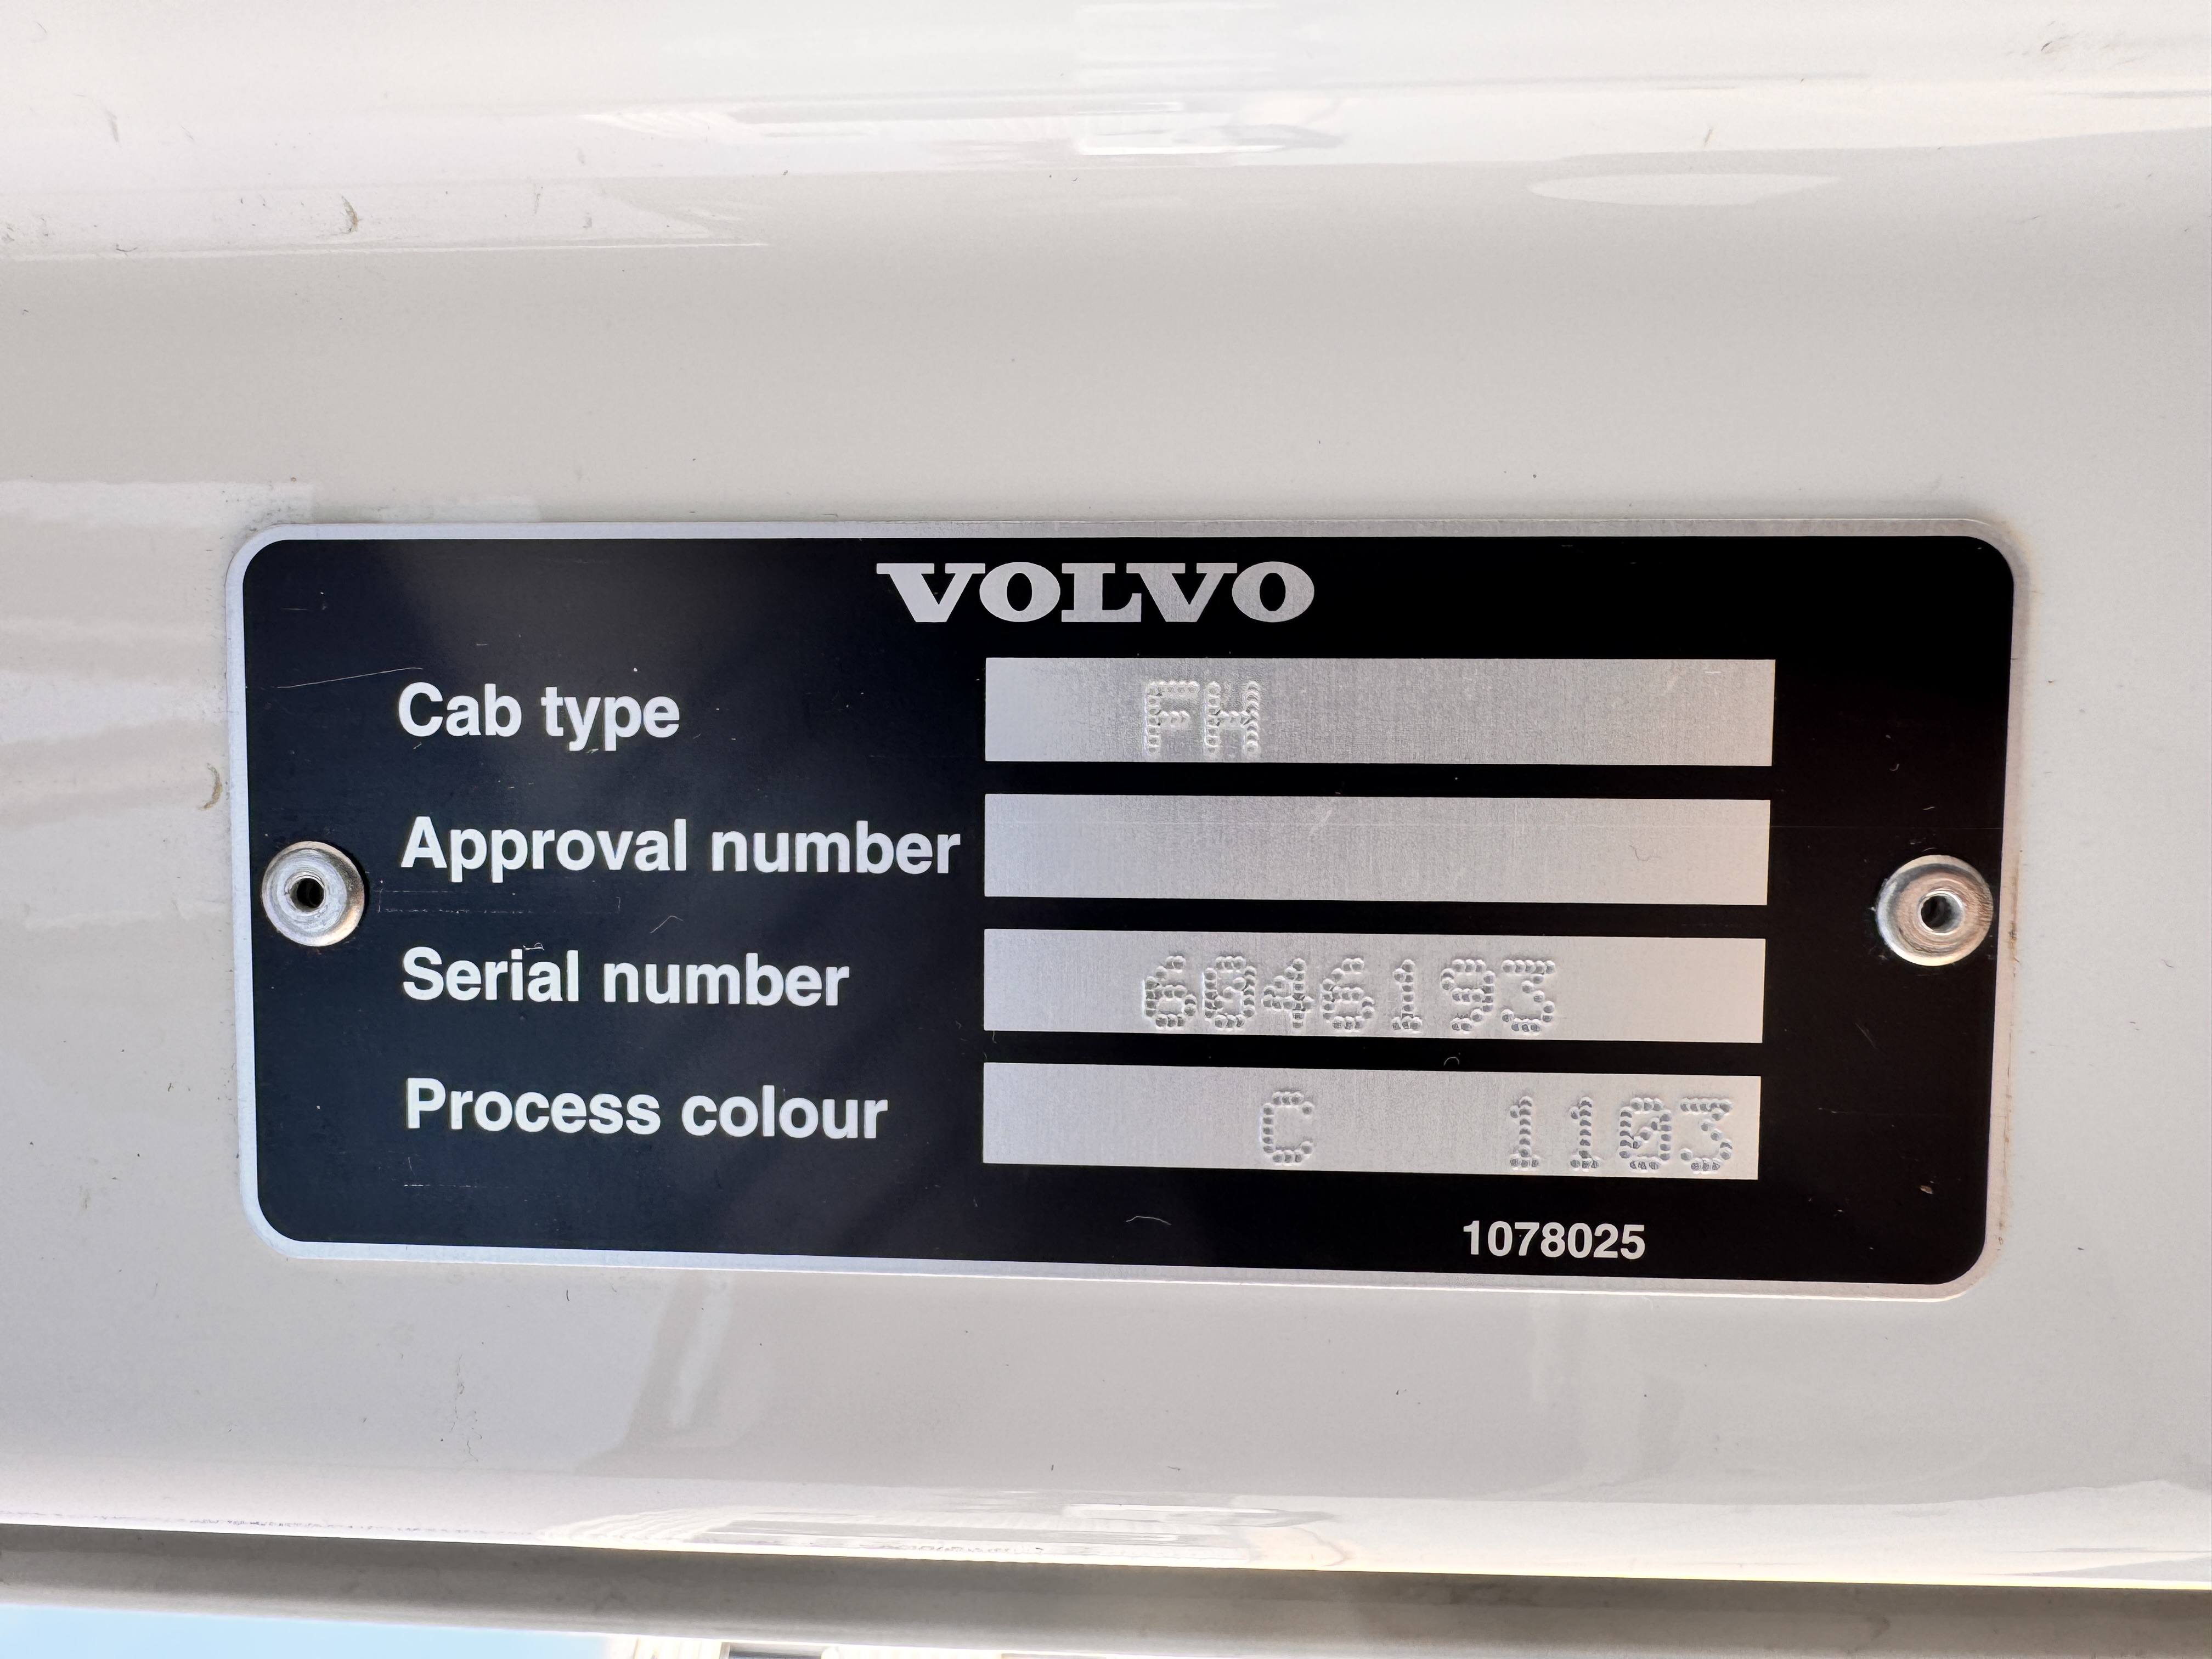 VOLVO
Cab type FH
Approval number
Serial number 6046193
Process colour C 1103
1078025